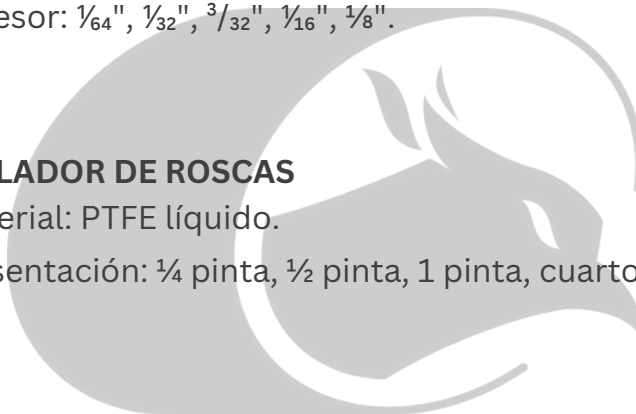 esor: ¹⁄₆₄", ¹⁄₃₂", ³/₃₂", ¹⁄₁₆", ⅛".
LADOR DE ROSCAS
erial: PTFE líquido.
sentación: ¼ pinta, ½ pinta, 1 pinta, cuarto